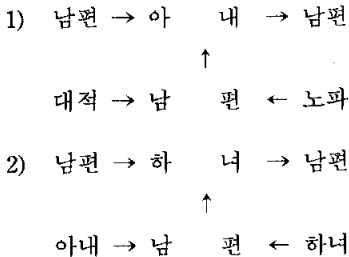 1) 남편 → 아 내 → 남편
↑
대적 → 남 편 ← 노파
2) 남편 → 하 녀 → 남편
↑
아내 → 남 편 ← 하녀